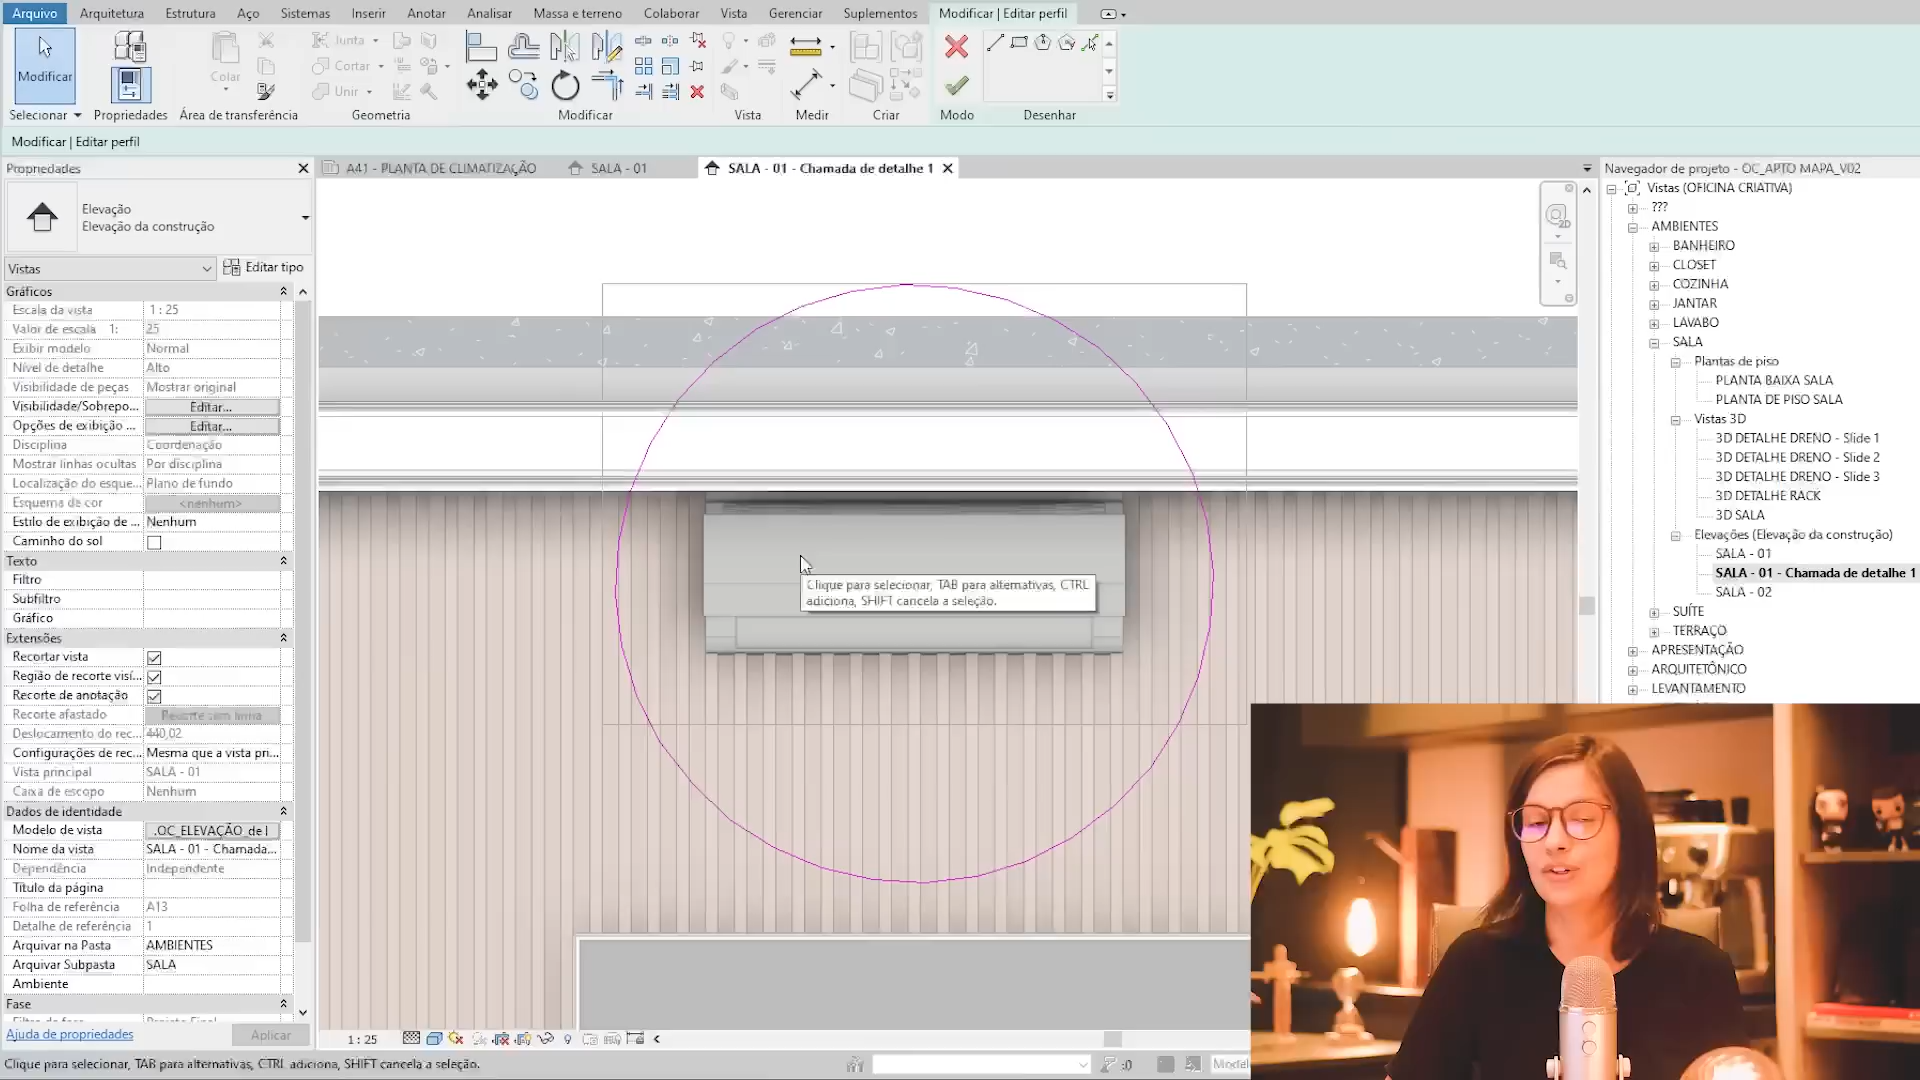 Arquivo Arquitetura Estrutura Aço Sistemas Inserir Anotar Analisar Massa e terreno Colaborar Vista Gerenciar Suplementos Modificar | Editar perfil
Modificar Colar Junta Cortar Unir
Selecionar Propriedades Área de transferência Geometria Modificar Vista Medir Criar Modo Desenhar
Modificar | Editar perfil
Propriedades
Elevação
Elevação da construção
Vistas Editar tipo
Gráficos
Escala da vista 1 : 25
Valor de escala 1: 25
Exibir modelo Normal
Nível de detalhe Alto
Visibilidade de peças Mostrar original
Visibilidade/Sobrepo... Editar...
Opções de exibição ... Editar...
Disciplina Coordenação
Mostrar linhas ocultas Por disciplina
Localização do esque... Plano de fundo
Esquema de cor <nenhum>
Estilo de exibição de ... Nenhum
Caminho do sol
Texto
Filtro
Subfiltro
Gráfico
Extensões
Recortar vista
Região de recorte visí...
Recorte de anotação
Recorte afastado Recorte sem linha
Deslocamento do rec... 440,02
Configurações de rec... Mesma que a vista pri...
Vista principal SALA - 01
Caixa de escopo Nenhum
Dados de identidade
Modelo de vista .OC_ELEVAÇÃO_de l
Nome da vista SALA - 01 - Chamada...
Dependência Independente
Título da página
Folha de referência A13
Detalhe de referência 1
Arquivar na Pasta AMBIENTES
Arquivar Subpasta SALA
Ambiente
Fase
Ajuda de propriedades Aplicar
A41 - PLANTA DE CLIMATIZAÇÃO SALA - 01 SALA - 01 - Chamada de detalhe 1
2D
Clique para selecionar, TAB para alternativas, CTRL
adiciona, SHIFT cancela a seleção.
1 : 25
Clique para selecionar, TAB para alternativas, CTRL adiciona, SHIFT cancela a seleção.
:0
Model
Navegador de projeto - OC_APTO MAPA_V02
Vistas (OFICINA CRIATIVA)
???
AMBIENTES
BANHEIRO
CLOSET
COZINHA
JANTAR
LAVABO
SALA
Plantas de piso
PLANTA BAIXA SALA
PLANTA DE PISO SALA
Vistas 3D
3D DETALHE DRENO - Slide 1
3D DETALHE DRENO - Slide 2
3D DETALHE DRENO - Slide 3
3D DETALHE RACK
3D SALA
Elevações (Elevação da construção)
SALA - 01
SALA - 01 - Chamada de detalhe 1
SALA - 02
SUÍTE
TERRAÇO
APRESENTAÇÃO
ARQUITETÔNICO
LEVANTAMENTO